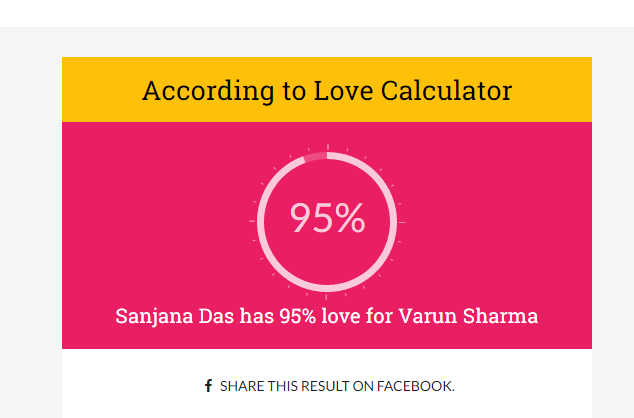 According to Love Calculator
95%
Sanjana Das has 95% love for Varun Sharma
SHARE THIS RESULT ON FACEBOOK.